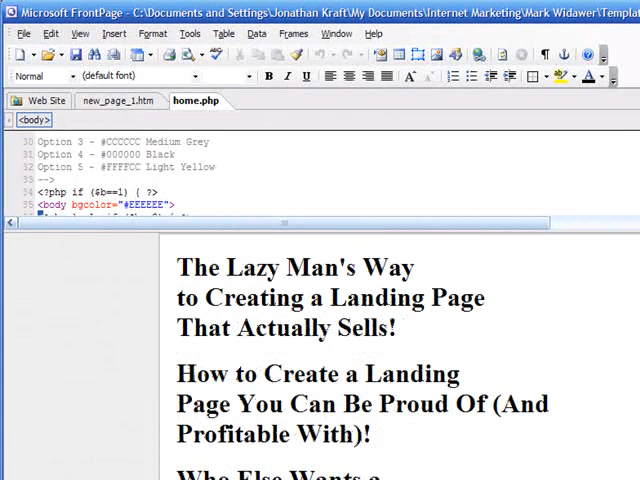 Microsoft FrontPage - C:\Documents and Settings\Jonathan Kraft\My Documents\Internet Marketing\Mark Widawer\Templat
File Edit View Insert Format Tools Table Data Frames Window Help
Normal (default font) B I U A A
Web Site new_page_1.htm home.php
<body>
30 Option 3 - #CCCCCC Medium Grey
31 Option 4 - #000000 Black
32 Option 5 - #FFFFCC Light Yellow
33 -->
34 <?php if ($b==1) { ?>
35 <body bgcolor="#EEEEEE">
The Lazy Man's Way
to Creating a Landing Page
That Actually Sells!
How to Create a Landing
Page You Can Be Proud Of (And
Profitable With)!
Who Else Wants a